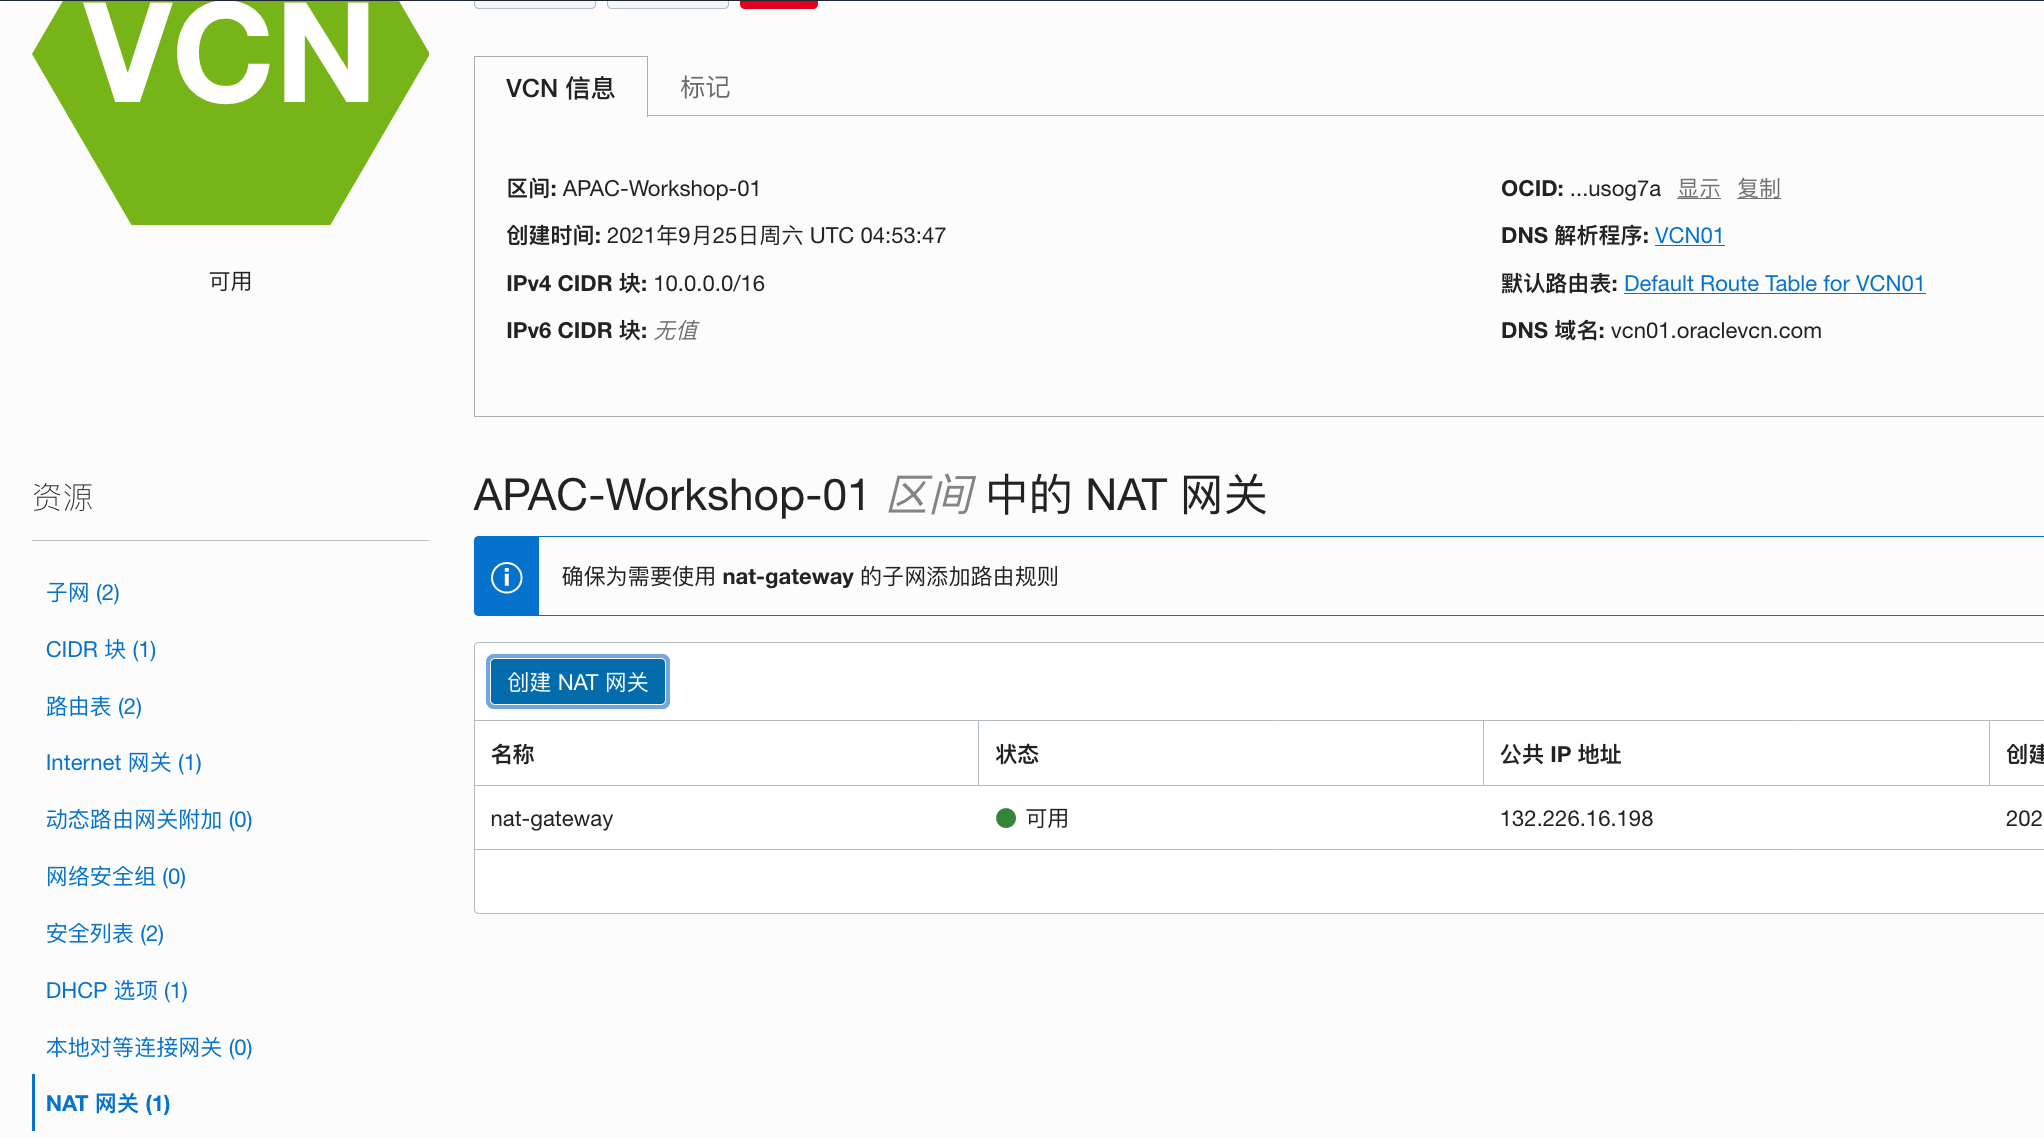 VCN
可用
VCN 信息
标记
区间: APAC-Workshop-01
创建时间: 2021年9月25日周六 UTC 04:53:47
IPv4 CIDR 块: 10.0.0.0/16
IPv6 CIDR 块: 无值
OCID: ...usog7a 显示 复制
DNS 解析程序: VCN01
默认路由表: Default Route Table for VCN01
DNS 域名: vcn01.oraclevcn.com
资源
子网 (2)
CIDR 块 (1)
路由表 (2)
Internet 网关 (1)
动态路由网关附加 (0)
网络安全组 (0)
安全列表 (2)
DHCP 选项 (1)
本地对等连接网关 (0)
NAT 网关 (1)
APAC-Workshop-01 区间 中的 NAT 网关
确保为需要使用 nat-gateway 的子网添加路由规则
创建 NAT 网关
名称 状态 公共 IP 地址 创建
nat-gateway 可用 132.226.16.198 202